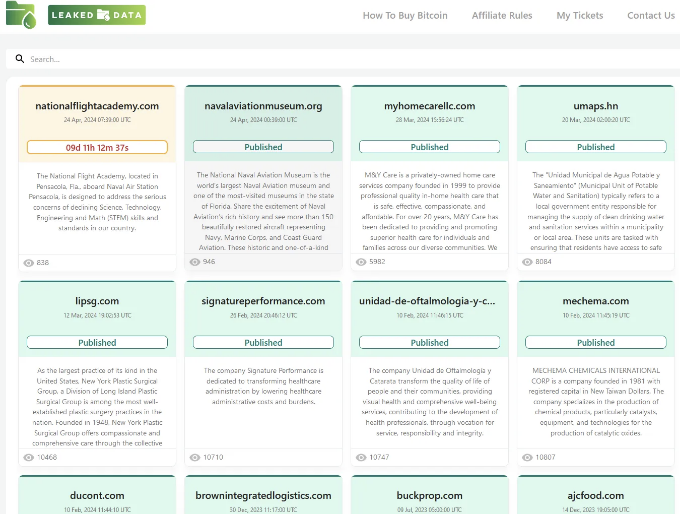 LEAKED DATA
How To Buy Bitcoin
Affiliate Rules
My Tickets
Contact Us
Search...
nationalflightacademy.com
24 Apr, 2024 07:39:00 UTC
09d 11h 12m 37s
The National Flight Academy, located in
Pensacola, Fla., aboard Naval Air Station
Pensacola, is designed to address the serious
concerns of declining Science, Technology,
Engineering and Math (STEM) skills and
standards in our country.
838
navalaviationmuseum.org
24 Apr, 2024 00:39:00 UTC
Published
The National Naval Aviation Museum is the
world's largest Naval Aviation museum and
one of the most-visited museums in the state
of Florida. Share the excitement of Naval
Aviation's rich history and see more than 150
beautifully restored aircraft representing
Navy, Marine Corps, and Coast Guard
Aviation. These historic and one-of-a-kind
946
myhomecarellc.com
28 Mar, 2024 15:56:24 UTC
Published
M&Y Care is a privately-owned home care
services company founded in 1999 to provide
professional quality in-home health care that
is safe, effective, compassionate, and
affordable. For over 20 years, M&Y Care has
been dedicated to providing and promoting
superior health care for individuals and
families across our diverse communities. We
5982
umaps.hn
20 Mar, 2024 02:00:20 UTC
Published
The "Unidad Municipal de Agua Potable y
Saneamiento" (Municipal Unit of Potable
Water and Sanitation) typically refers to a
local government entity responsible for
managing the supply of clean drinking water
and sanitation services within a municipality
or local area. These units are tasked with
ensuring that residents have access to safe
8084
lipsg.com
12 Mar, 2024 19:02:53 UTC
Published
As the largest practice of its kind in the
United States, New York Plastic Surgical
Group, a Division of Long Island Plastic
Surgical Group is among the most well-
established plastic surgery practices in the
nation. Founded in 1948, New York Plastic
Surgical Group offers compassionate and
comprehensive care through the collective
10468
signatureperformance.com
26 Feb, 2024 20:46:12 UTC
Published
The company Signature Performance is
dedicated to transforming healthcare
administration by lowering healthcare
administrative costs and burdens.
10710
unidad-de-oftalmologia-y-c...
10 Feb, 2024 11:46:15 UTC
Published
The company Unidad de Oftalmologia y
Catarata transform the quality of life of
people and their communities, providing
visual health and comprehensive well-being
services, contributing to the development of
health professionals, through vocation for
service, responsibility and integrity.
10747
mechema.com
10 Feb, 2024 11:45:19 UTC
Published
MECHEMA CHEMICALS INTERNATIONAL
CORP is a company founded in 1981 with
registered capital in New Taiwan Dollars. The
company specializes in the production of
chemical products, particularly catalysts,
equipment, and technologies for the
production of catalytic oxides.
10807
ducont.com
10 Feb, 2024 11:44:10 UTC
brownintegratedlogistics.com
30 Dec, 2023 11:17:00 UTC
buckprop.com
09 Jul, 2023 05:00:00 UTC
ajcfood.com
14 Dec, 2023 19:05:00 UTC